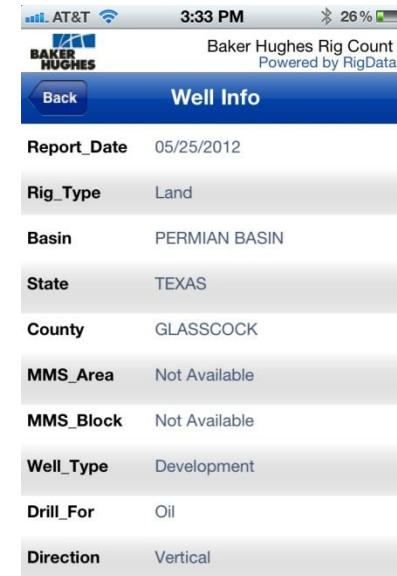 AT&T 3:33 PM 26%
BAKER HUGHES
Baker Hughes Rig Count
Powered by RigData
Back Well Info
Report_Date 05/25/2012
Rig_Type Land
Basin PERMIAN BASIN
State TEXAS
County GLASSCOCK
MMS_Area Not Available
MMS_Block Not Available
Well_Type Development
Drill_For Oil
Direction Vertical